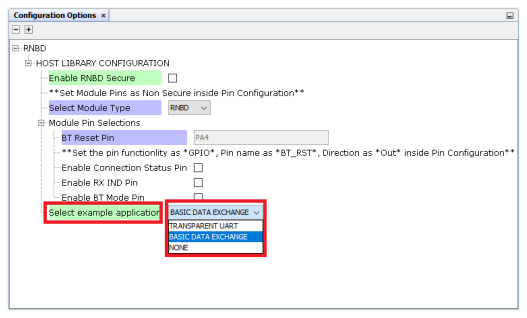 Configuration Options ×
RNBD
HOST LIBRARY CONFIGURATION
Enable RNBD Secure
**Set Module Pins as Non Secure inside Pin Configuration**
Select Module Type RNBD
Module Pin Selections
BT Reset Pin PA4
**Set the pin functionlity as *GPIO*, Pin name as *BT_RST*, Direction as *Out* inside Pin Configuration**
Enable Connection Status Pin
Enable RX IND Pin
Enable BT Mode Pin
Select example application BASIC DATA EXCHANGE
TRANSPARENT UART
BASIC DATA EXCHANGE
NONE